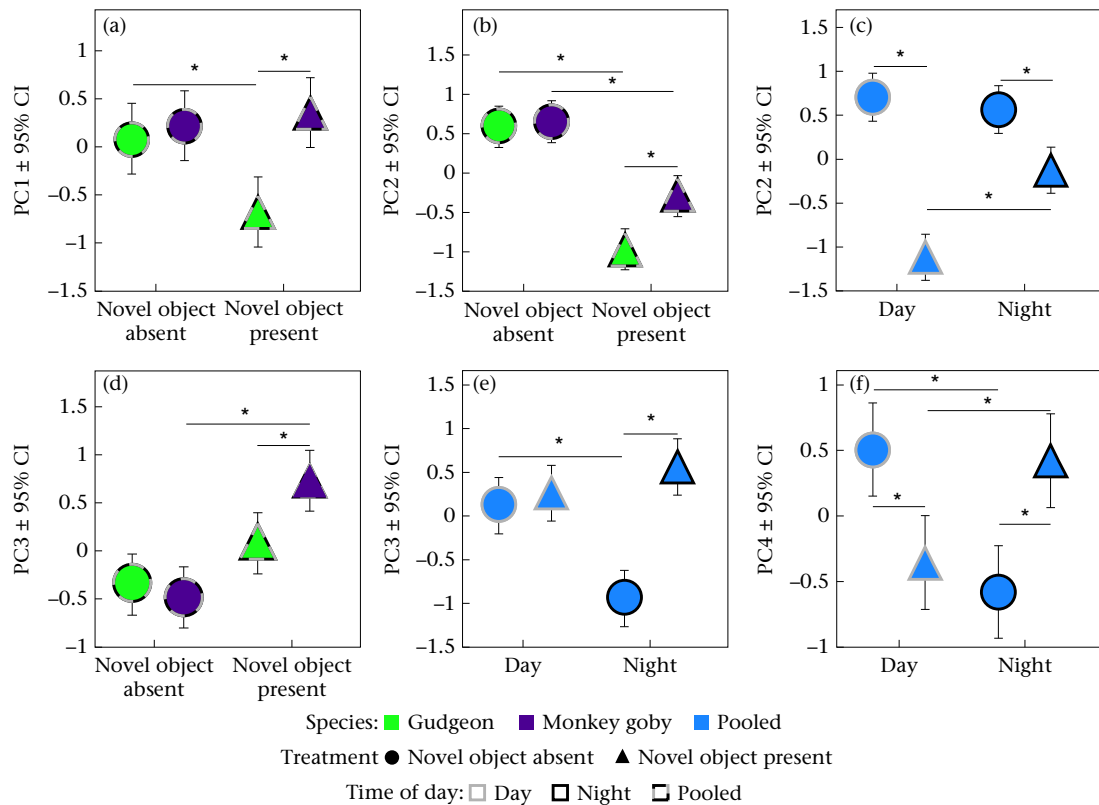 (a)
PC1 ± 95% CI
1
0.5
0
−0.5
−1
−1.5
Novel object absent
Novel object present
*
*
(b)
PC2 ± 95% CI
1.5
1
0.5
0
−0.5
−1
−1.5
Novel object absent
Novel object present
*
*
*
(c)
PC2 ± 95% CI
1
0.5
0
−0.5
−1
−1.5
Day
Night
*
*
*
(d)
PC3 ± 95% CI
1.5
1
0.5
0
−0.5
−1
Novel object absent
Novel object present
*
*
(e)
PC3 ± 95% CI
1.5
1
0.5
0
−0.5
−1
−1.5
Day
Night
*
*
(f)
PC4 ± 95% CI
1
0.5
0
−0.5
−1
Day
Night
*
*
*
*
Species: Gudgeon Monkey goby Pooled
Treatment Novel object absent Novel object present
Time of day: Day Night Pooled